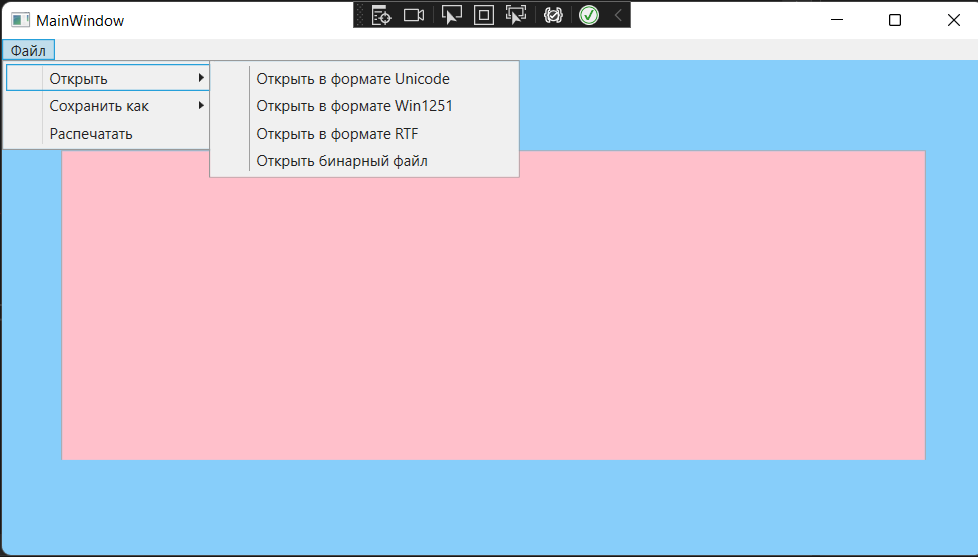 MainWindow
Файл
Открыть
Сохранить как
Распечатать
Открыть в формате Unicode
Открыть в формате Win1251
Открыть в формате RTF
Открыть бинарный файл